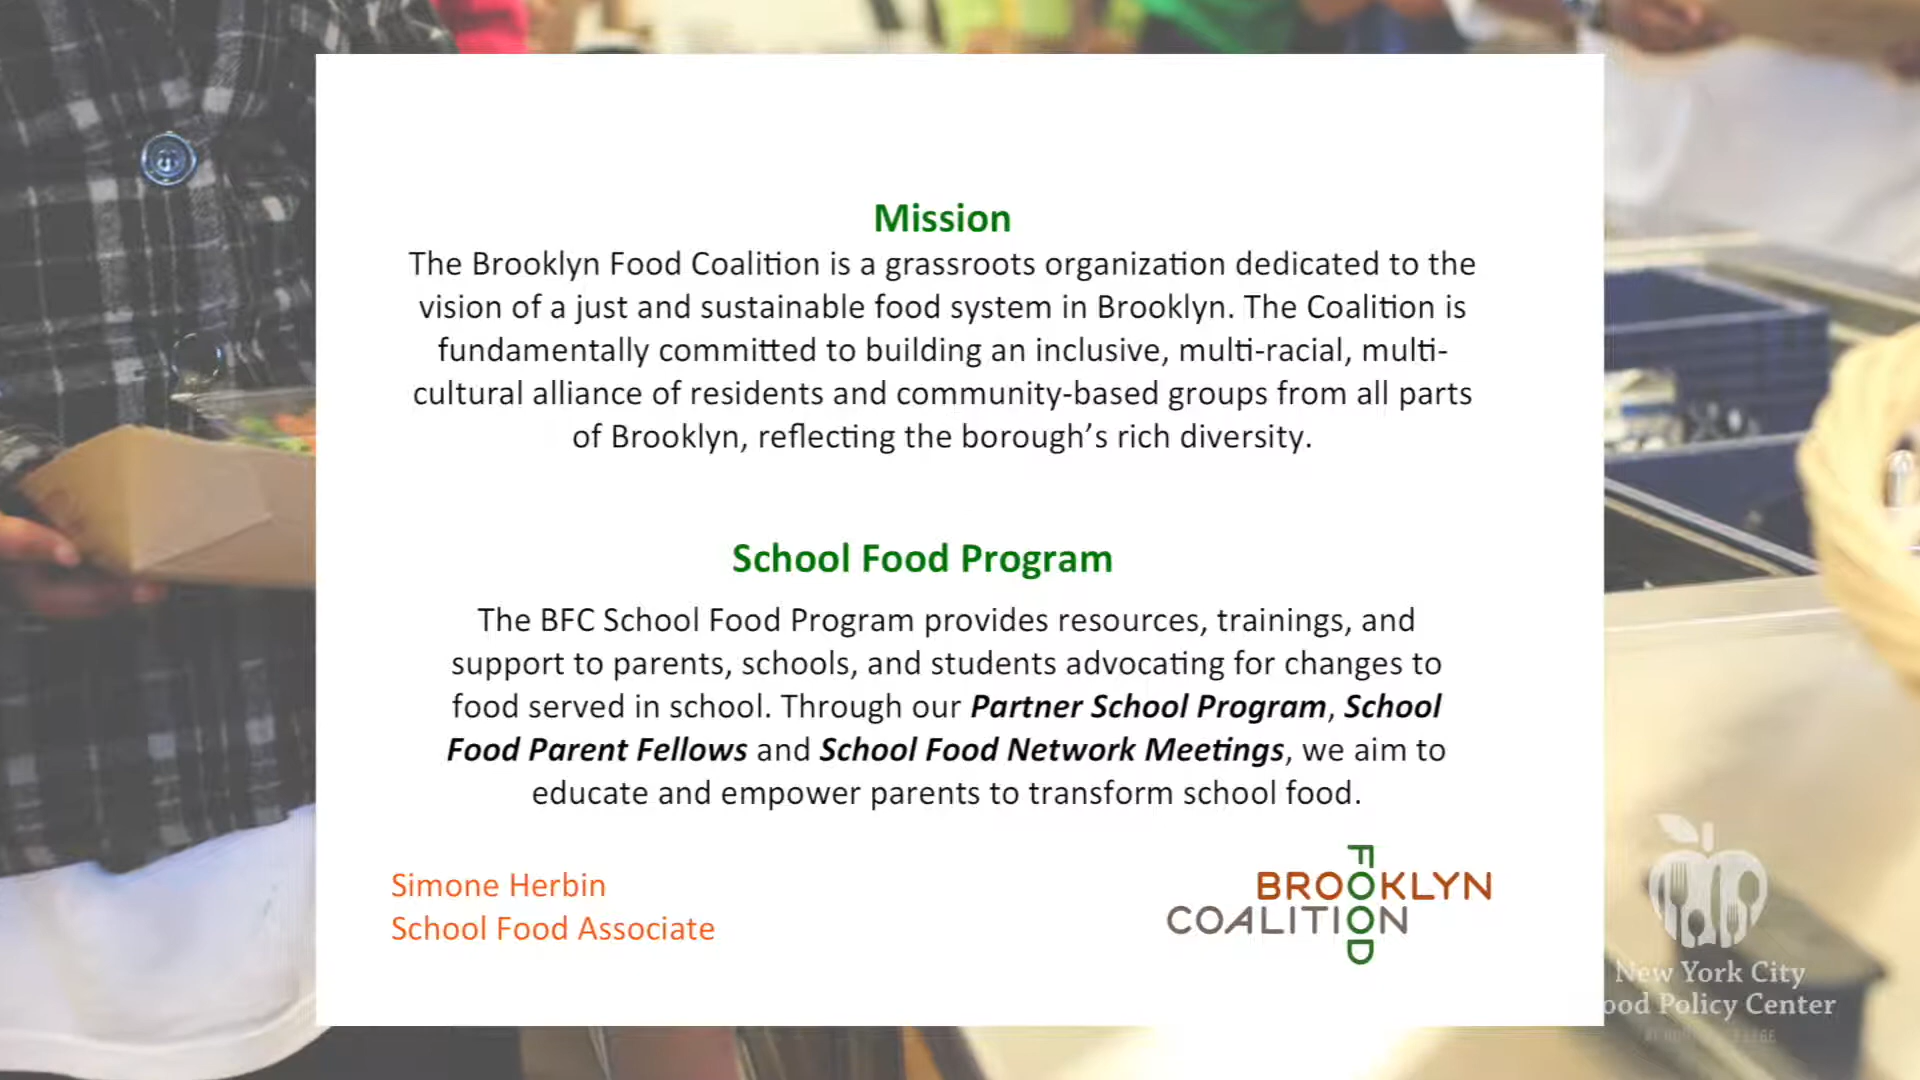 Mission
The Brooklyn Food Coalition is a grassroots organization dedicated to the
vision of a just and sustainable food system in Brooklyn. The Coalition is
fundamentally committed to building an inclusive, multi-racial, multi-
cultural alliance of residents and community-based groups from all parts
of Brooklyn, reflecting the borough’s rich diversity.
School Food Program
The BFC School Food Program provides resources, trainings, and
support to parents, schools, and students advocating for changes to
food served in school. Through our Partner School Program, School
Food Parent Fellows and School Food Network Meetings, we aim to
educate and empower parents to transform school food.
Simone Herbin
School Food Associate
BROOKLYN
FOOD
COALITION
New York City
ood Policy Center